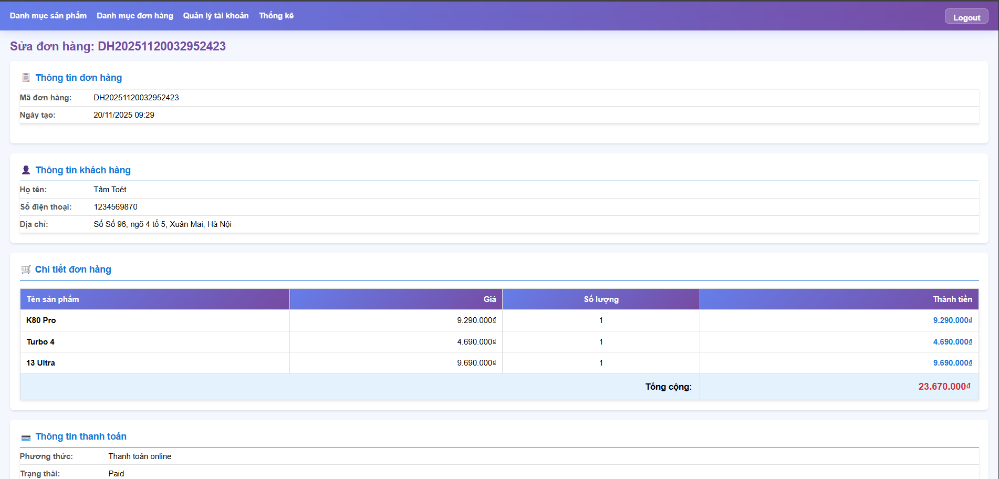 Danh mục sản phẩm Danh mục đơn hàng Quản lý tài khoản Thống kê Logout
Sửa đơn hàng: DH20251120032952423
Thông tin đơn hàng
Mã đơn hàng: DH20251120032952423
Ngày tạo: 20/11/2025 09:29
Thông tin khách hàng
Họ tên: Tâm Toét
Số điện thoại: 1234569870
Địa chỉ: Số Số 96, ngõ 4 tổ 5, Xuân Mai, Hà Nội
Chi tiết đơn hàng
Tên sản phẩm Giá Số lượng Thành tiền
K80 Pro 9.290.000₫ 1 9.290.000₫
Turbo 4 4.690.000₫ 1 4.690.000₫
13 Ultra 9.690.000₫ 1 9.690.000₫
Tổng cộng: 23.670.000₫
Thông tin thanh toán
Phương thức: Thanh toán online
Trạng thái: Paid